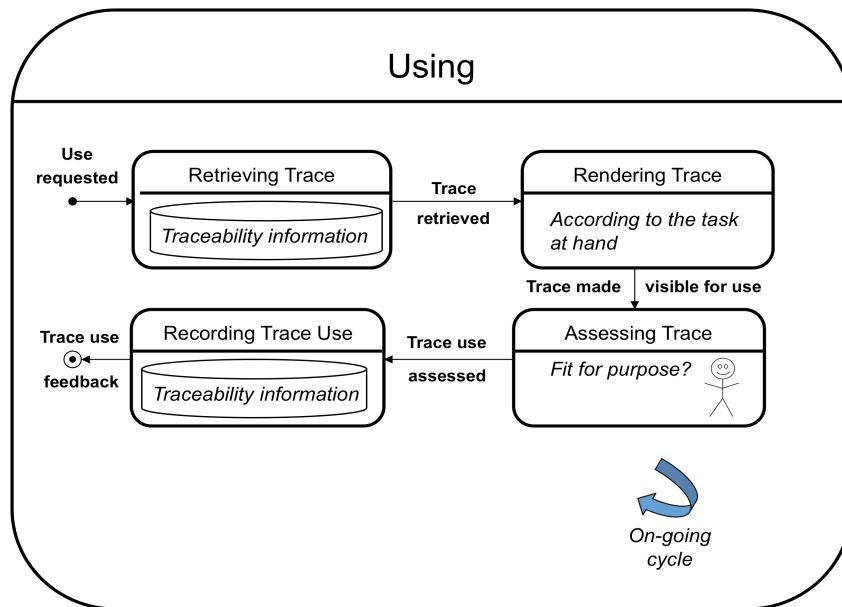 Using
Use
requested
Retrieving Trace
Traceability information
Trace
retrieved
Rendering Trace
According to the task
at hand
Trace made visible for use
Assessing Trace
Fit for purpose?
Trace use
assessed
Recording Trace Use
Traceability information
Trace use
feedback
On-going
cycle